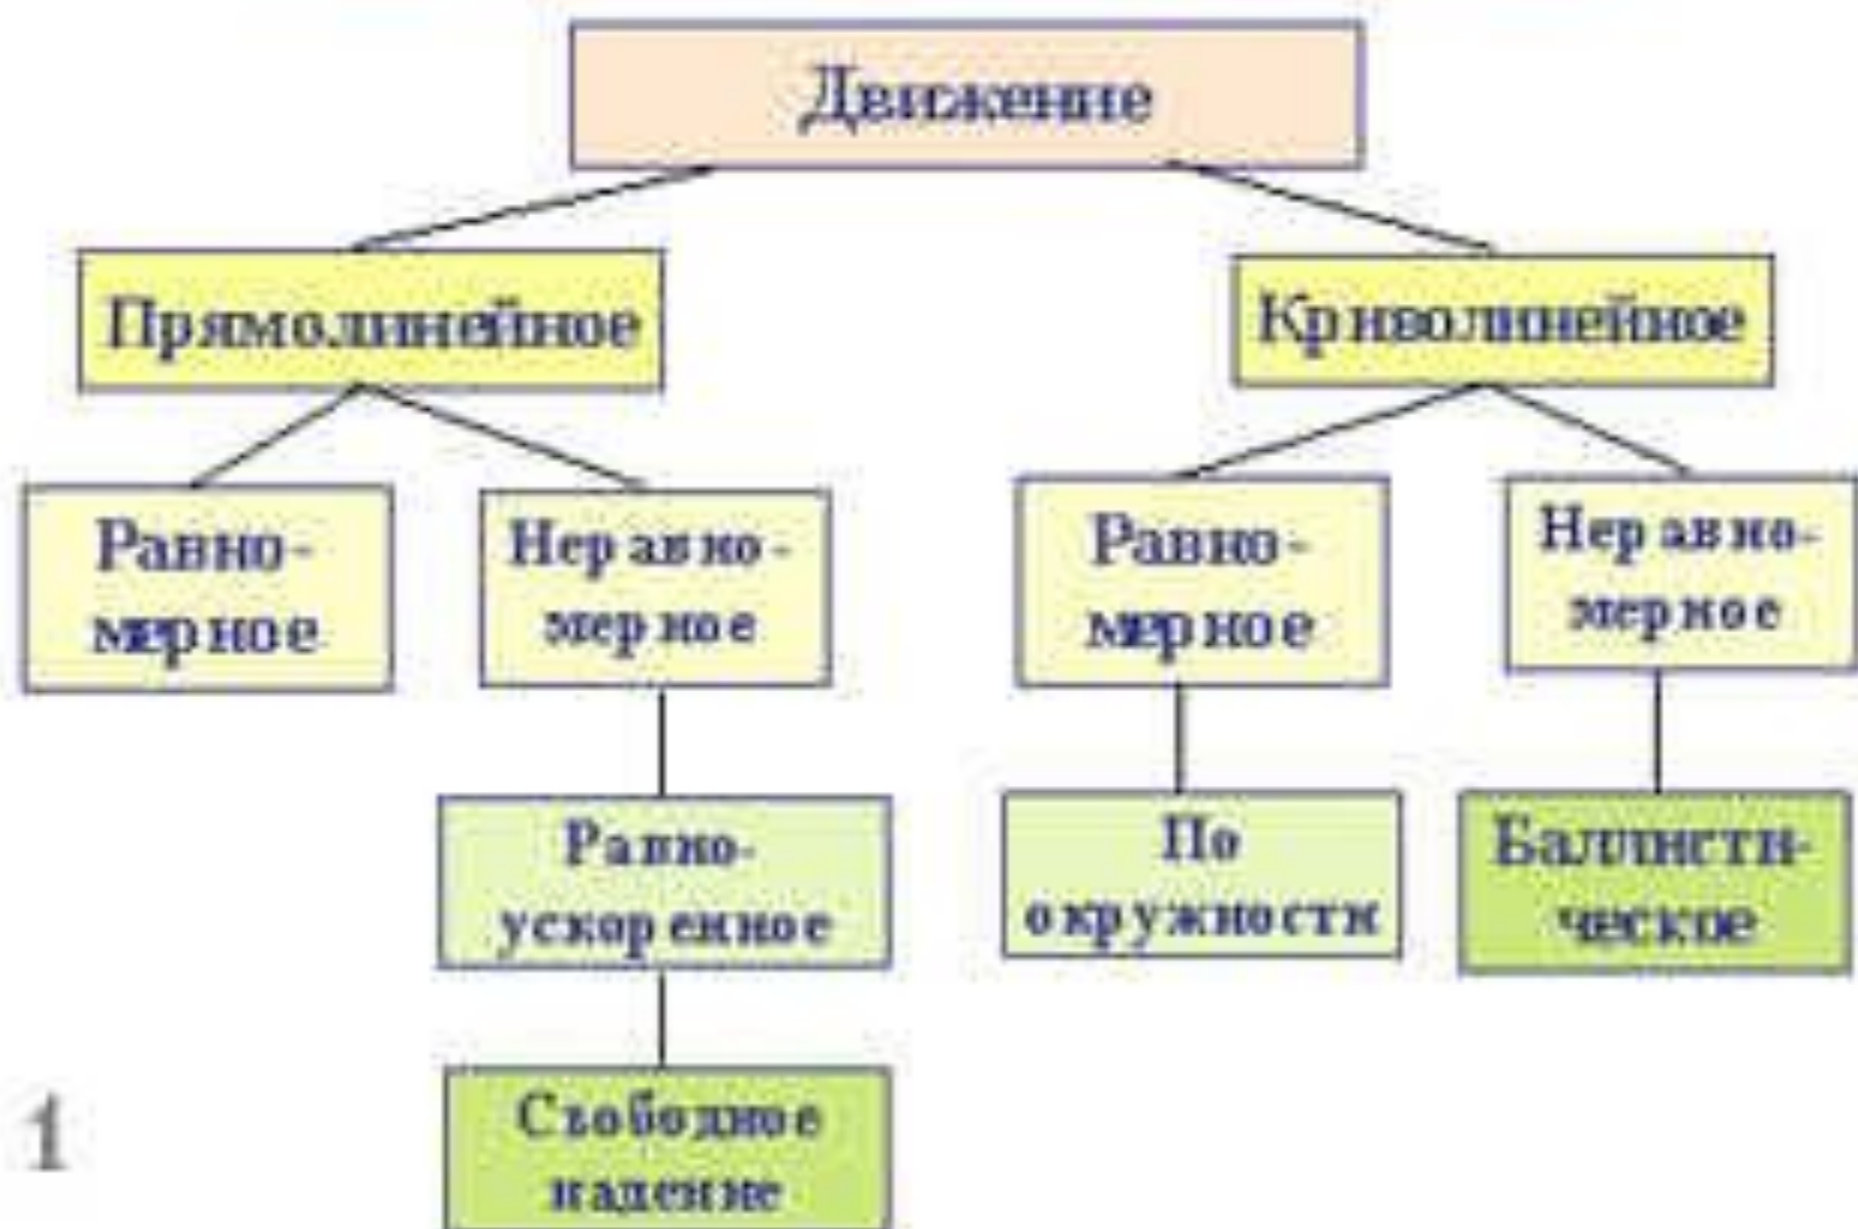 Движение
Прямолинейное
Криволинейное
Равно-
мерное
Неравно-
мерное
Равно-
мерное
Неравно-
мерное
Равно-
ускоренное
По
окружности
Баллисти-
ческое
Свободное
падение
1